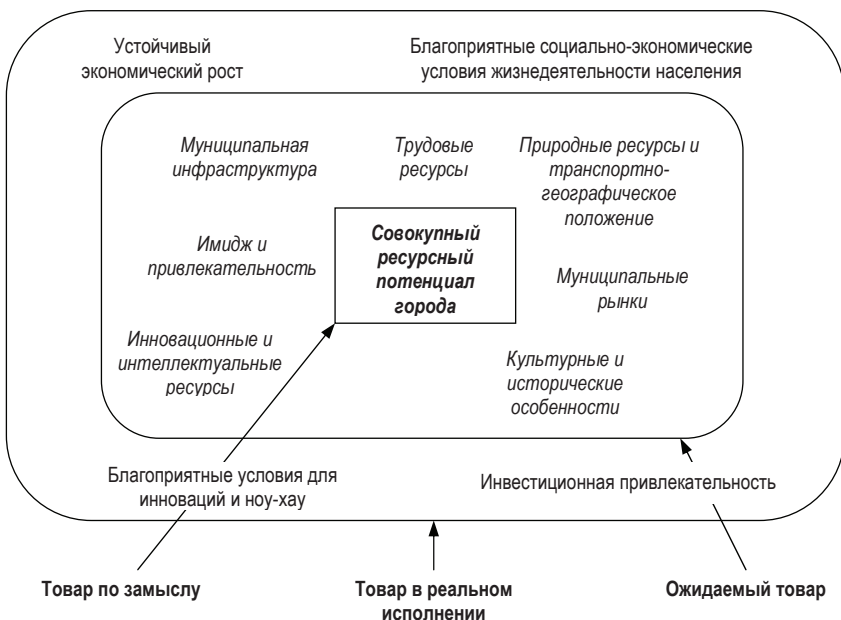 Устойчивый
экономический рост
Благоприятные социально-экономические
условия жизнедеятельности населения
Муниципальная
инфраструктура
Трудовые
ресурсы
Природные ресурсы и
транспортно-
географическое
положение
Имидж и
привлекательность
Совокупный
ресурсный
потенциал
города
Муниципальные
рынки
Инновационные и
интеллектуальные
ресурсы
Культурные и
исторические
особенности
Благоприятные условия для
инноваций и ноу-хау
Инвестиционная привлекательность
Товар по замыслу
Товар в реальном
исполнении
Ожидаемый товар